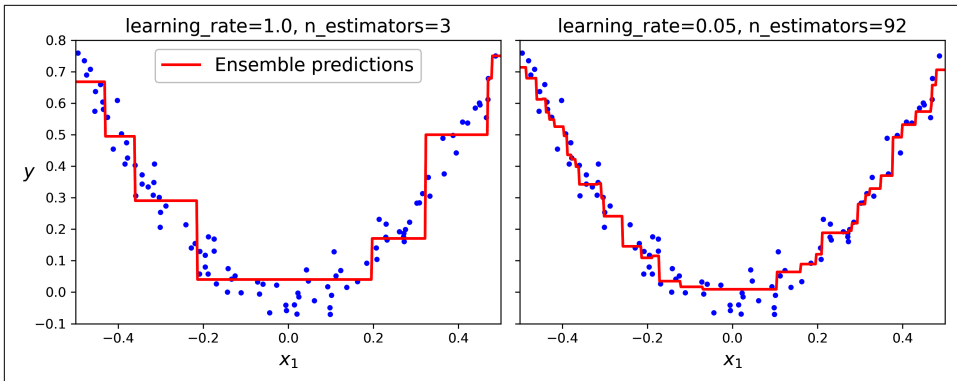 learning_rate=1.0, n_estimators=3
learning_rate=0.05, n_estimators=92
0.8
0.7
0.6
0.5
0.4
0.3
0.2
0.1
0.0
−0.1
y
Ensemble predictions
−0.4 −0.2 0.0 0.2 0.4
−0.4 −0.2 0.0 0.2 0.4
x₁
x₁